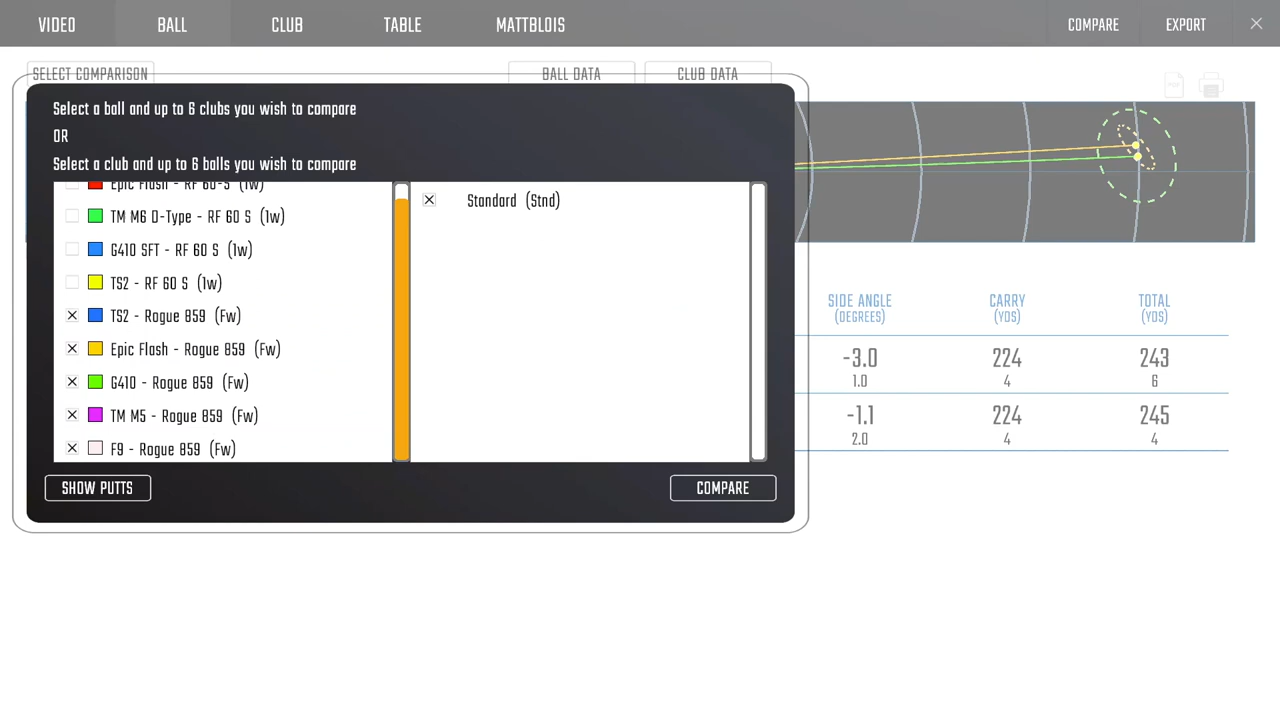 VIDEO BALL CLUB TABLE MATTBLOIS COMPARE EXPORT
SELECT COMPARISON BALL DATA CLUB DATA
Select a ball and up to 6 clubs you wish to compare
OR
Select a club and up to 6 balls you wish to compare
Epic Flash - RF 60-S (1w)
TM M6 D-Type - RF 60 S (1w)
G410 SFT - RF 60 S (1w)
TS2 - RF 60 S (1w)
TS2 - Rogue 859 (Fw)
Epic Flash - Rogue 859 (Fw)
G410 - Rogue 859 (Fw)
TM M5 - Rogue 859 (Fw)
F9 - Rogue 859 (Fw)
Standard (Stnd)
SHOW PUTTS COMPARE
SIDE ANGLE CARRY TOTAL
(DEGREES) (YDS) (YDS)
-3.0 224 243
1.0 4 6
-1.1 224 245
2.0 4 4